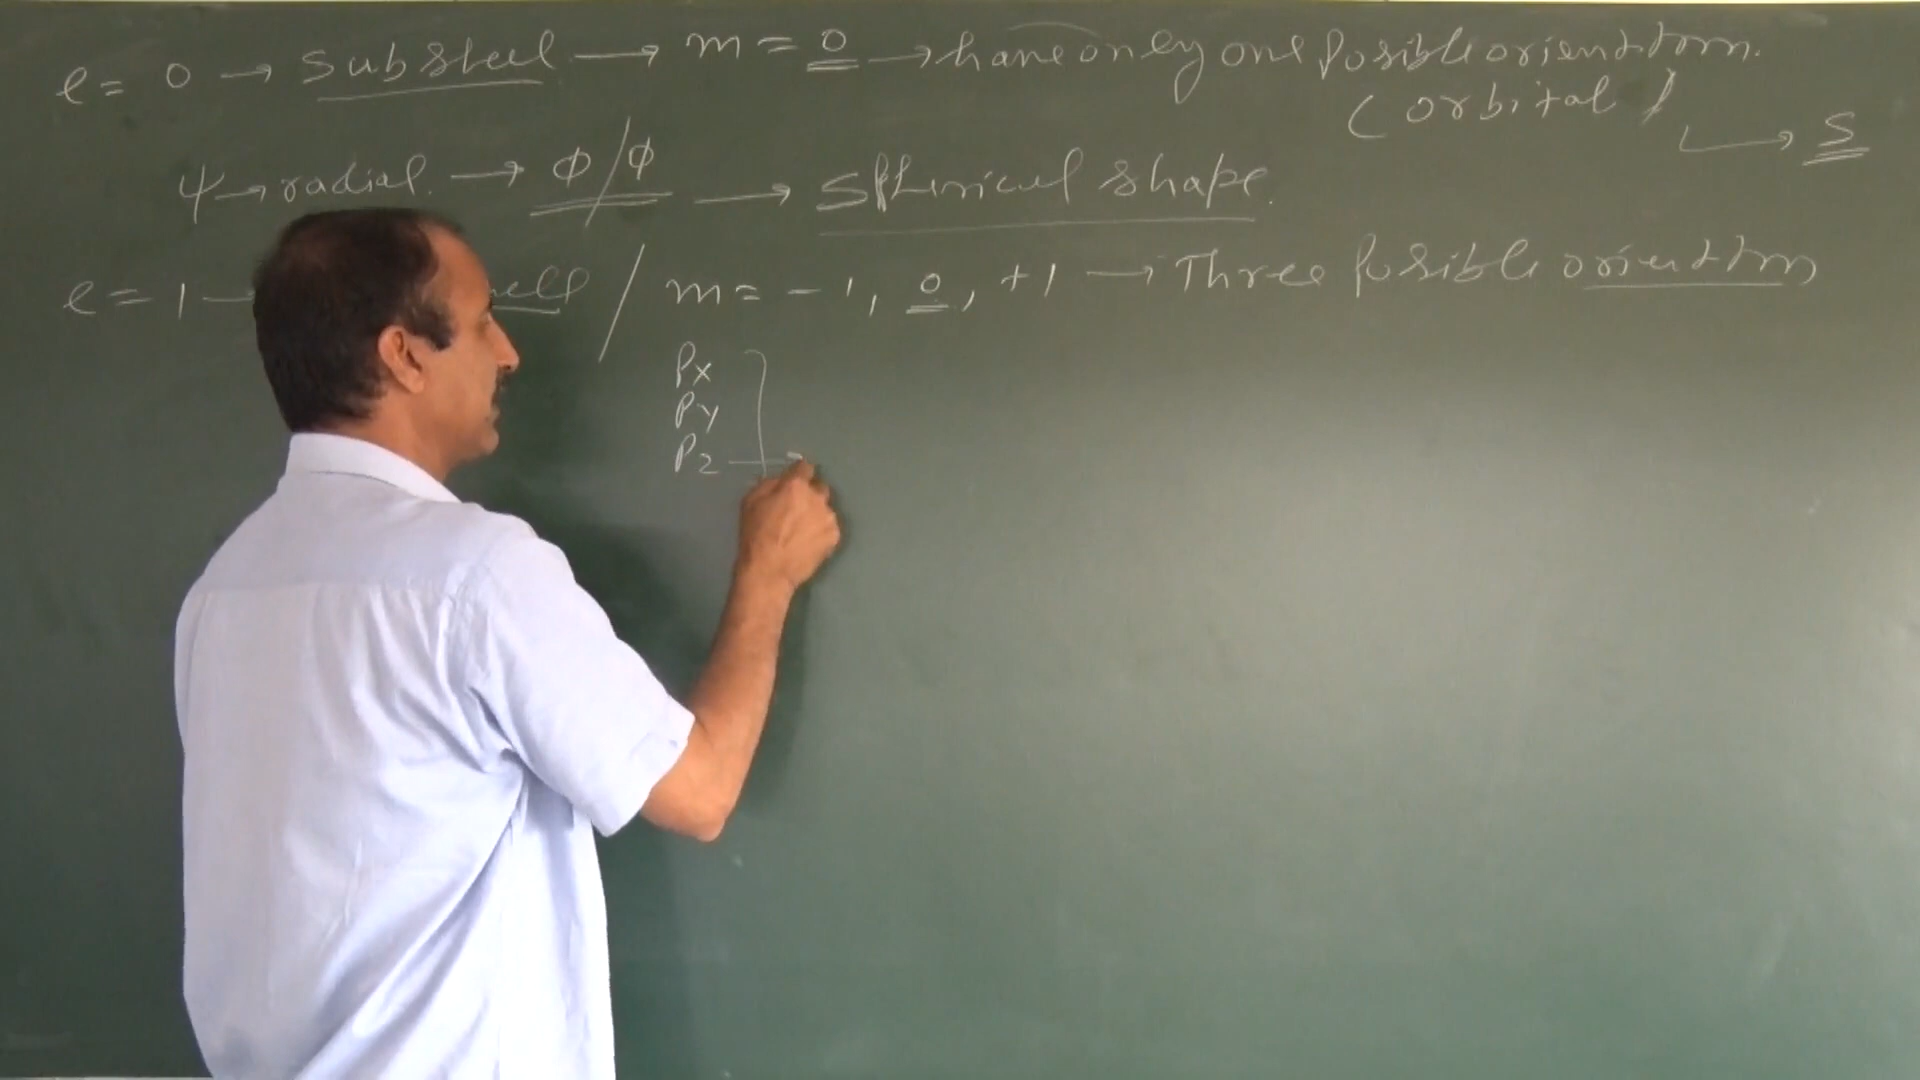 l = 0 → s subshell → m = 0 → have only one possible orientation.
(orbital) → s
ψ → radial. → Φ/Φ → Spherical shape.
l = 1 → / m = -1, 0, +1 → Three possible orientation
Px
Py
Pz →